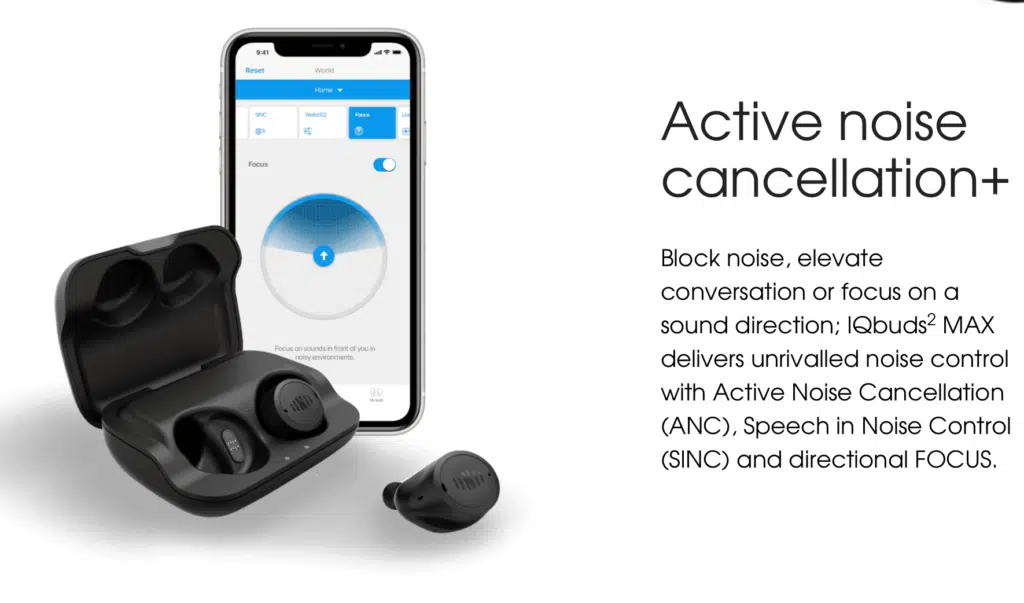 9:41
Reset World
Home
SINC WorldEQ Focus
Focus
Focus on sounds in front of you in
noisy environments.
Active noise
cancellation+
Block noise, elevate
conversation or focus on a
sound direction; IQbuds² MAX
delivers unrivalled noise control
with Active Noise Cancellation
(ANC), Speech in Noise Control
(SINC) and directional FOCUS.